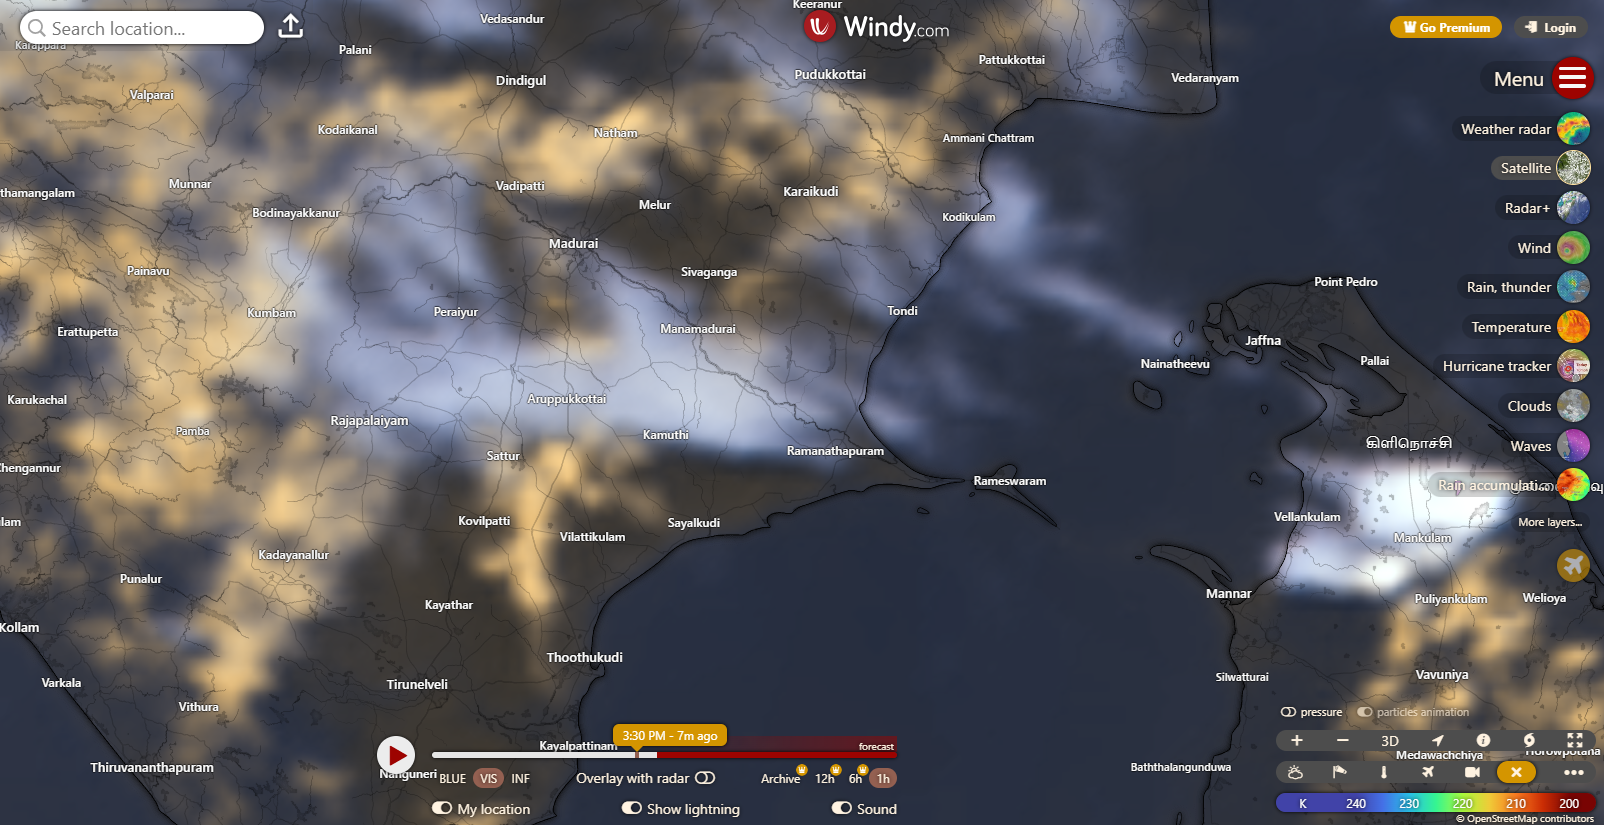 Search location...
Windy.com
Go Premium
Login
Menu
Weather radar
Satellite
Radar+
Wind
Rain, thunder
Temperature
Hurricane tracker
Clouds
Waves
Rain accumulati...
More layers...
Keeranur
Vedasandur
Karappara
Palani
Dindigul
Pudukkottai
Pattukkottai
Vedaranyam
Valparai
Kodaikanal
Natham
Ammani Chattram
thamangalam
Munnar
Vadipatti
Karaikudi
Melur
Bodinayakkanur
Kodikulam
Madurai
Painavu
Sivaganga
Point Pedro
Kumbam
Peraiyur
Tondi
Erattupetta
Manamadurai
Jaffna
Nainatheevu
Pallai
Karukachal
Aruppukkottai
Rajapalaiyam
Pamba
Kamuthi
கிளிநொச்சி
Sattur
Ramanathapuram
Chengannur
Rameswaram
lam
Kovilpatti
Sayalkudi
Vellankulam
Vilattikulam
Mankulam
Kadayanallur
Punalur
Mannar
Kayathar
Puliyankulam
Welioya
Kollam
Thoothukudi
Varkala
Tirunelveli
Silwatturai
Vavuniya
Vithura
Kayalpattinam
Thiruvananthapuram
Nanguneri
Baththalangunduwa
Medawachchiya
Horowpotana
3:30 PM - 7m ago
forecast
BLUE
VIS
INF
Overlay with radar
Archive
12h
6h
1h
My location
Show lightning
Sound
pressure
particles animation
3D
K 240 230 220 210 200
© OpenStreetMap contributors